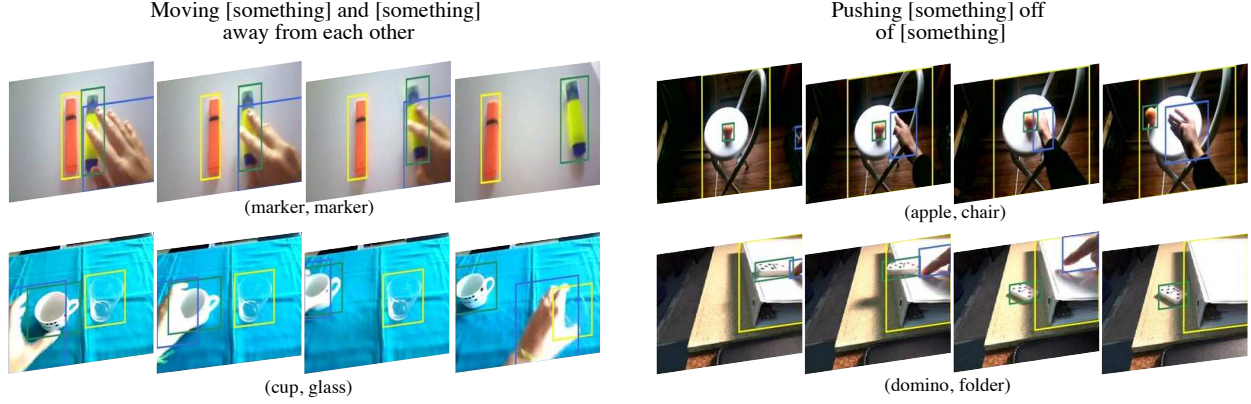 Moving [something] and [something]
away from each other
Pushing [something] off
of [something]
(marker, marker)
(apple, chair)
(cup, glass)
(domino, folder)